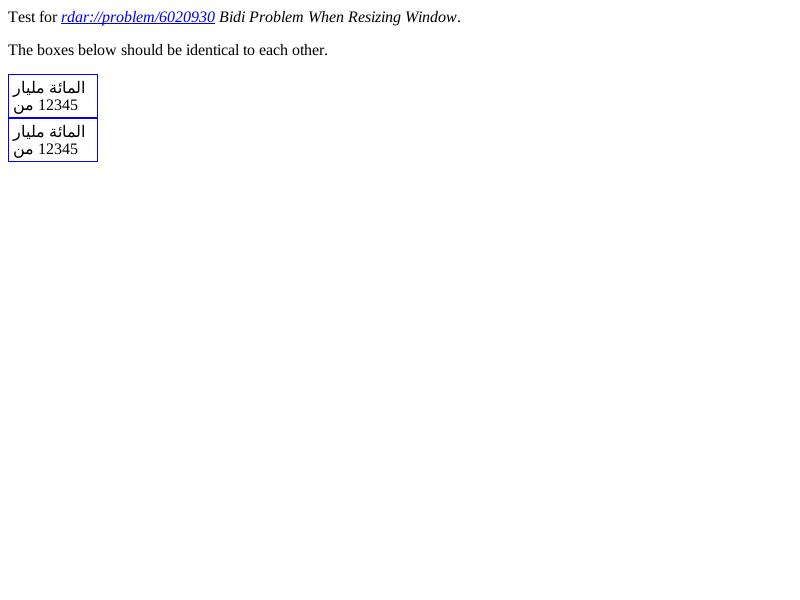 Test for rdar://problem/6020930 Bidi Problem When Resizing Window.
The boxes below should be identical to each other.
المائة مليار
12345 من
المائة مليار
12345 من